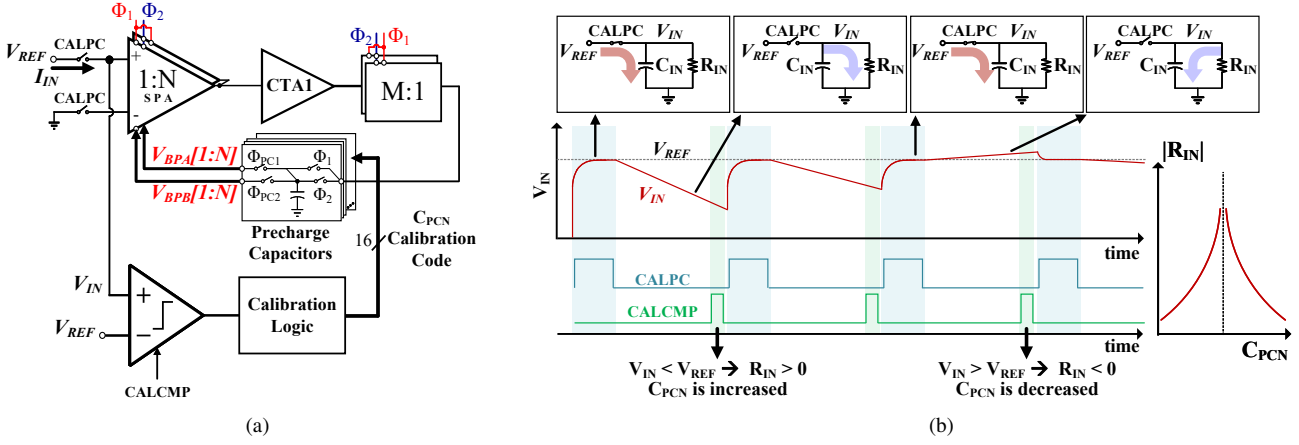 Φ1 Φ2
CALPC
VREF
IIN
+
1:N
SPA
-
CALPC
CTA1
Φ2 Φ1
M:1
VBPA[1:N]
VBPB[1:N]
ΦPC1 Φ1
ΦPC2 Φ2
Precharge
Capacitors
16
CPCN
Calibration
Code
VIN
+
VREF
−
Calibration
Logic
CALCMP
(a)
CALPC VIN
VREF
CIN RIN
CALPC VIN
VREF
CIN RIN
CALPC VIN
VREF
CIN RIN
CALPC VIN
VREF
CIN RIN
VIN
VREF
VIN
time
CALPC
CALCMP
time
VIN < VREF → RIN > 0
CPCN is increased
VIN > VREF → RIN < 0
CPCN is decreased
|RIN|
CPCN
(b)